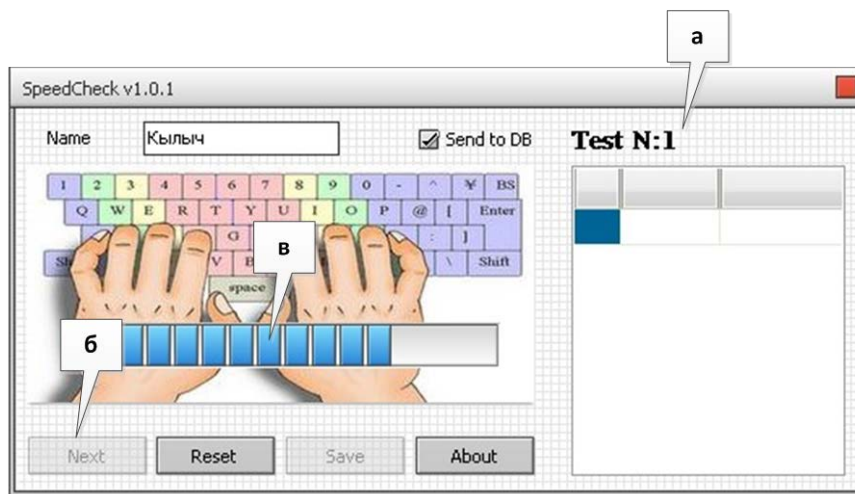 а
SpeedCheck v1.0.1
Name Кылыч Send to DB Test N:1
1 2 3 4 5 6 7 8 9 0 - ^ ¥ BS
Q W E R T Y U I O P @ [ Enter
G : ]
в
V B \ Shift
space
б
Next Reset Save About